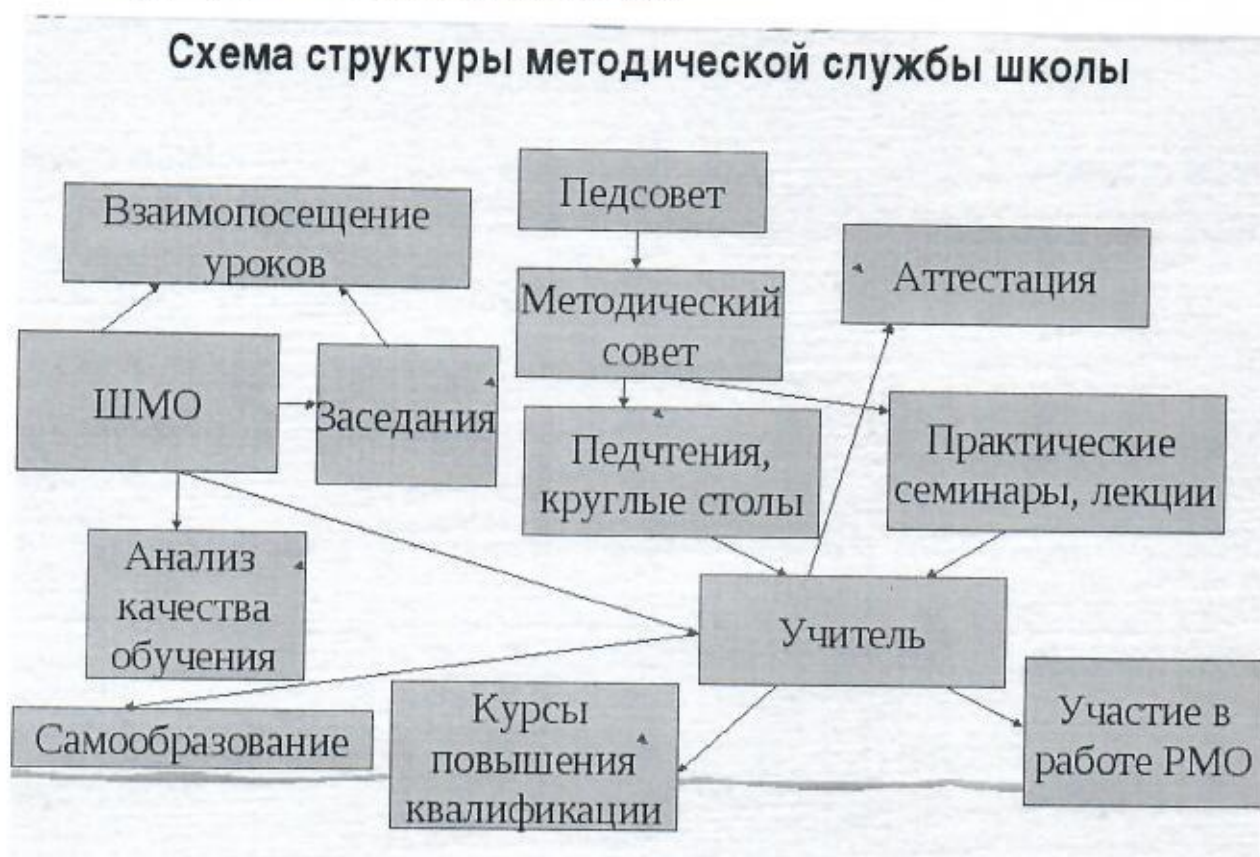 Схема структуры методической службы школы
Педсовет
Взаимопосещение
уроков
Аттестация
Методический
совет
ШМО
Заседания
Педчтения,
круглые столы
Практические
семинары, лекции
Анализ
качества
обучения
Учитель
Самообразование
Курсы
повышения
квалификации
Участие в
работе РМО